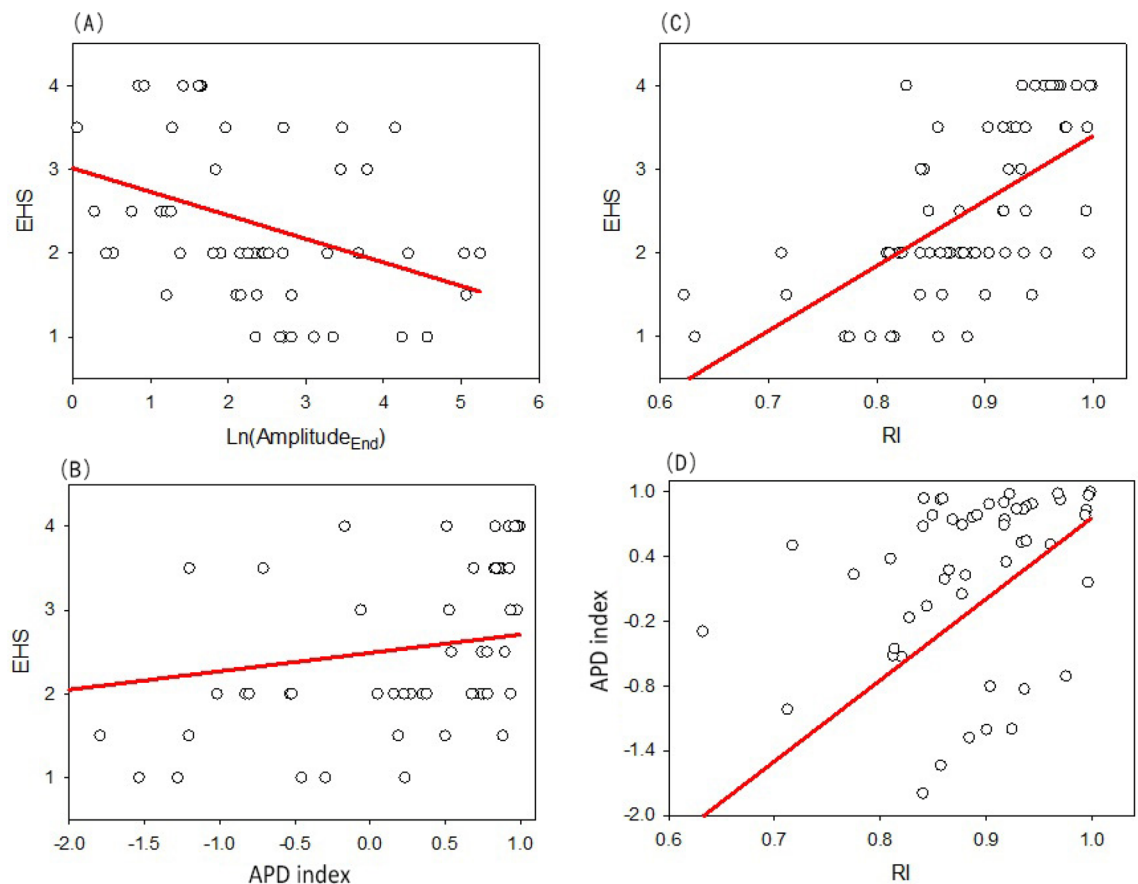 (A)
4
3
2
1
EHS
0 1 2 3 4 5 6
Ln(AmplitudeEnd)
(B)
4
3
2
1
EHS
-2.0 -1.5 -1.0 -0.5 0.0 0.5 1.0
APD index
(C)
4
3
2
1
EHS
0.6 0.7 0.8 0.9 1.0
RI
(D)
1.0
0.4
-0.2
-0.8
-1.4
-2.0
APD index
0.6 0.7 0.8 0.9 1.0
RI